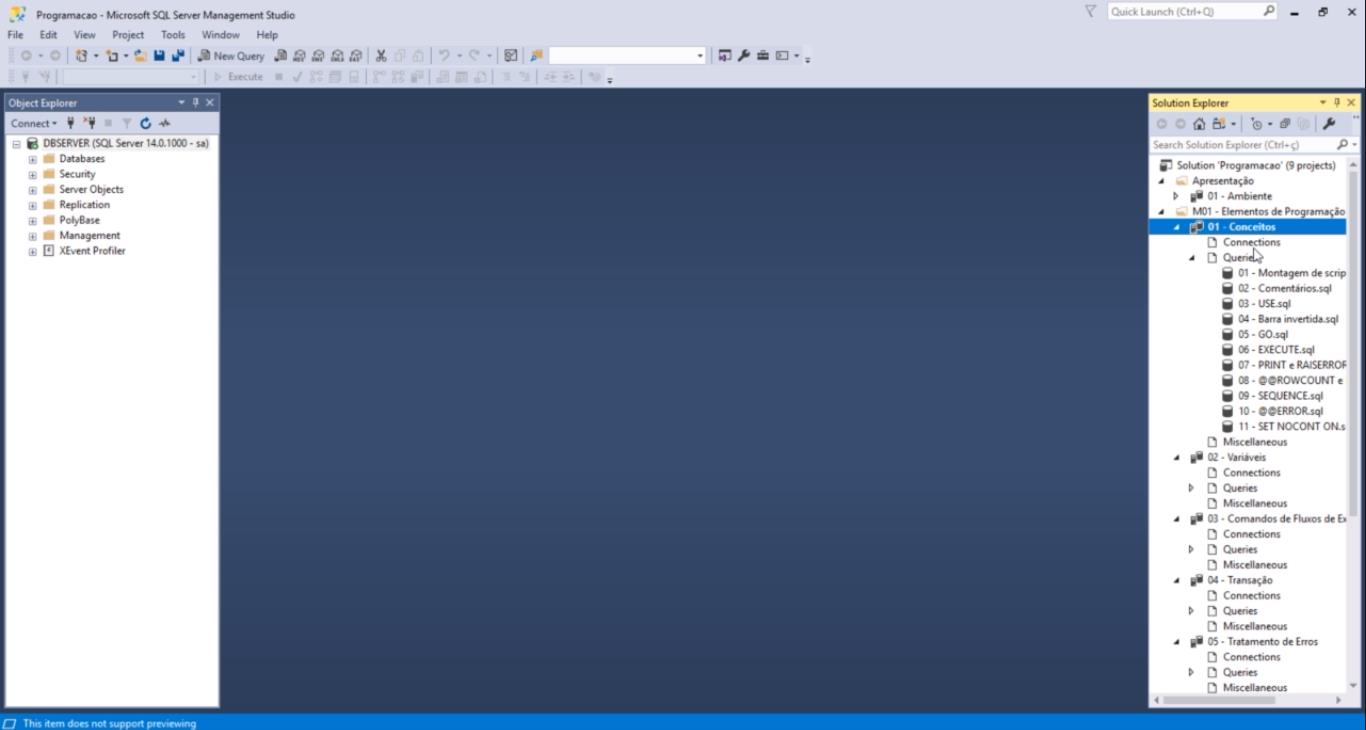 Programacao - Microsoft SQL Server Management Studio
Quick Launch (Ctrl+Q)
File Edit View Project Tools Window Help
New Query
Execute
Object Explorer
Connect
DBSERVER (SQL Server 14.0.1000 - sa)
Databases
Security
Server Objects
Replication
PolyBase
Management
XEvent Profiler
Solution Explorer
Search Solution Explorer (Ctrl+ç)
Solution 'Programacao' (9 projects)
Apresentação
01 - Ambiente
M01 - Elementos de Programação
01 - Conceitos
Connections
Queries
01 - Montagem de scrip
02 - Comentários.sql
03 - USE.sql
04 - Barra invertida.sql
05 - GO.sql
06 - EXECUTE.sql
07 - PRINT e RAISERROR
08 - @@ROWCOUNT e
09 - SEQUENCE.sql
10 - @@ERROR.sql
11 - SET NOCONT ON.s
Miscellaneous
02 - Variáveis
Connections
Queries
Miscellaneous
03 - Comandos de Fluxos de Ex
Connections
Queries
Miscellaneous
04 - Transação
Connections
Queries
Miscellaneous
05 - Tratamento de Erros
Connections
Queries
Miscellaneous
This item does not support previewing